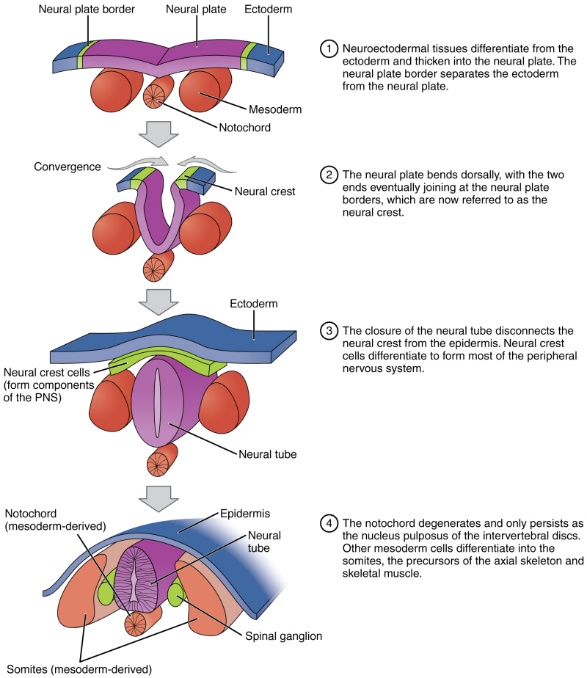 Neural plate border
Neural plate
Ectoderm
1 Neuroectodermal tissues differentiate from the
ectoderm and thicken into the neural plate. The
neural plate border separates the ectoderm
from the neural plate.
Mesoderm
Notochord
Convergence
Neural crest
2 The neural plate bends dorsally, with the two
ends eventually joining at the neural plate
borders, which are now referred to as the
neural crest.
Ectoderm
3 The closure of the neural tube disconnects the
neural crest from the epidermis. Neural crest
cells differentiate to form most of the peripheral
nervous system.
Neural crest cells
(form components
of the PNS)
Neural tube
Notochord
(mesoderm-derived)
Epidermis
Neural
tube
4 The notochord degenerates and only persists as
the nucleus pulposus of the intervertebral discs.
Other mesoderm cells differentiate into the
somites, the precursors of the axial skeleton and
skeletal muscle.
Spinal ganglion
Somites (mesoderm-derived)